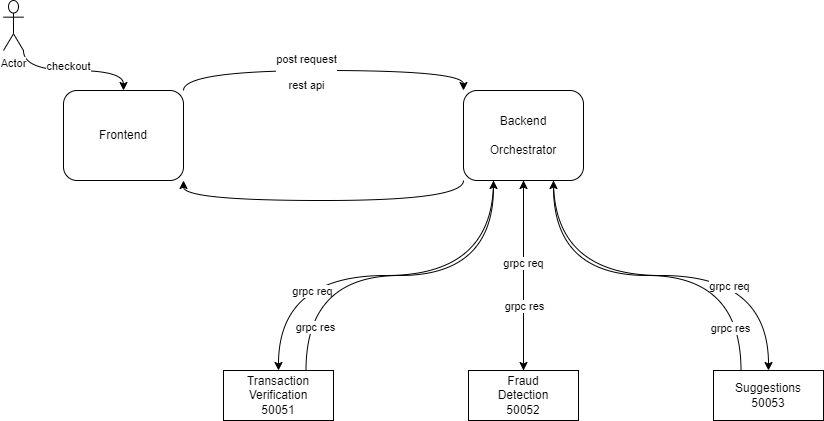 Actor
checkout
post request
rest api
Frontend
Backend
Orchestrator
grpc req
grpc res
grpc req
grpc res
grpc req
grpc res
Transaction
Verification
50051
Fraud
Detection
50052
Suggestions
50053